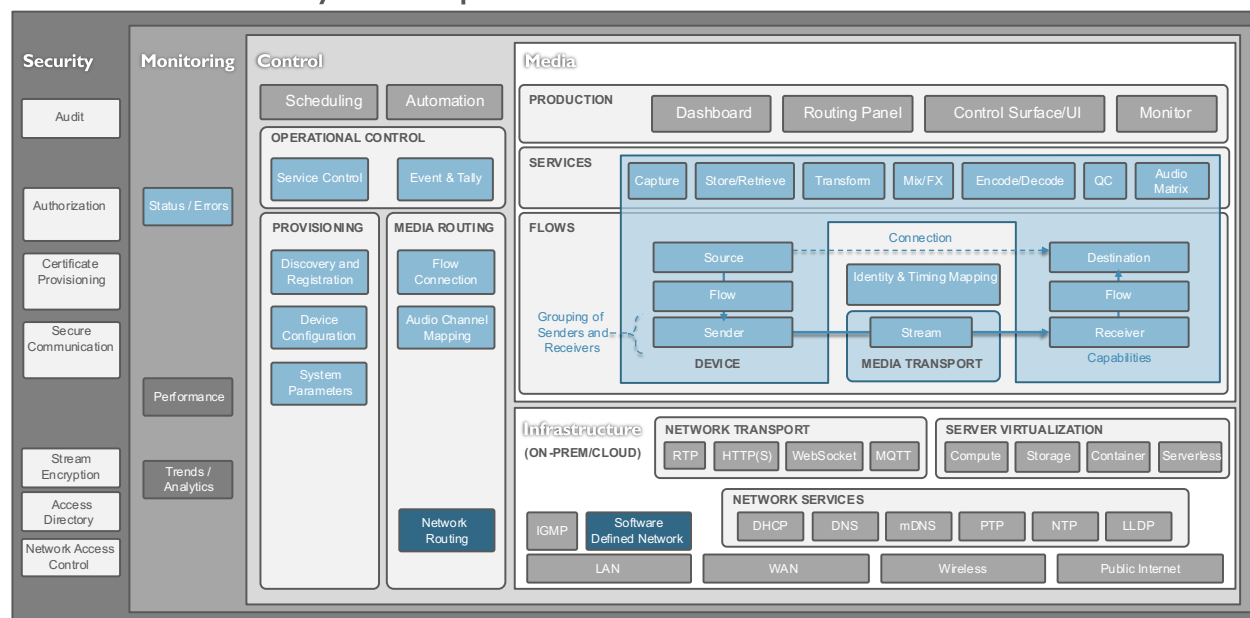 Security
Audit
Authorization
Certificate
Provisioning
Secure
Communication
Stream
Encryption
Access
Directory
Network Access
Control
Monitoring
Status / Errors
Performance
Trends /
Analytics
Control
Scheduling
Automation
OPERATIONAL CONTROL
Service Control
Event & Tally
PROVISIONING
Discovery and
Registration
Device
Configuration
System
Parameters
MEDIA ROUTING
Flow
Connection
Audio Channel
Mapping
Network
Routing
Media
PRODUCTION
Dashboard
Routing Panel
Control Surface/UI
Monitor
SERVICES
Capture
Store/Retrieve
Transform
Mix/FX
Encode/Decode
QC
Audio
Matrix
FLOWS
Connection
Source
Flow
Sender
Grouping of
Senders and
Receivers
DEVICE
Identity & Timing Mapping
Stream
MEDIA TRANSPORT
Destination
Flow
Receiver
Capabilities
Infrastructure
(ON-PREM/CLOUD)
NETWORK TRANSPORT
RTP
HTTP(S)
WebSocket
MQTT
SERVER VIRTUALIZATION
Compute
Storage
Container
Serverless
NETWORK SERVICES
DHCP
DNS
mDNS
PTP
NTP
LLDP
IGMP
Software
Defined Network
LAN
WAN
Wireless
Public Internet